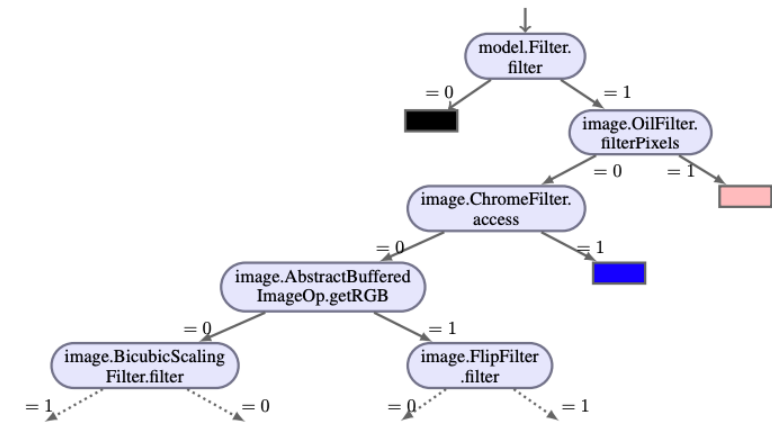 model.Filter.
filter
= 0
= 1
image.OilFilter.
filterPixels
= 0
= 1
image.ChromeFilter.
access
= 0
= 1
image.AbstractBuffered
ImageOp.getRGB
= 0
= 1
image.BicubicScaling
Filter.filter
image.FlipFilter
.filter
= 1
= 0
= 0
= 1